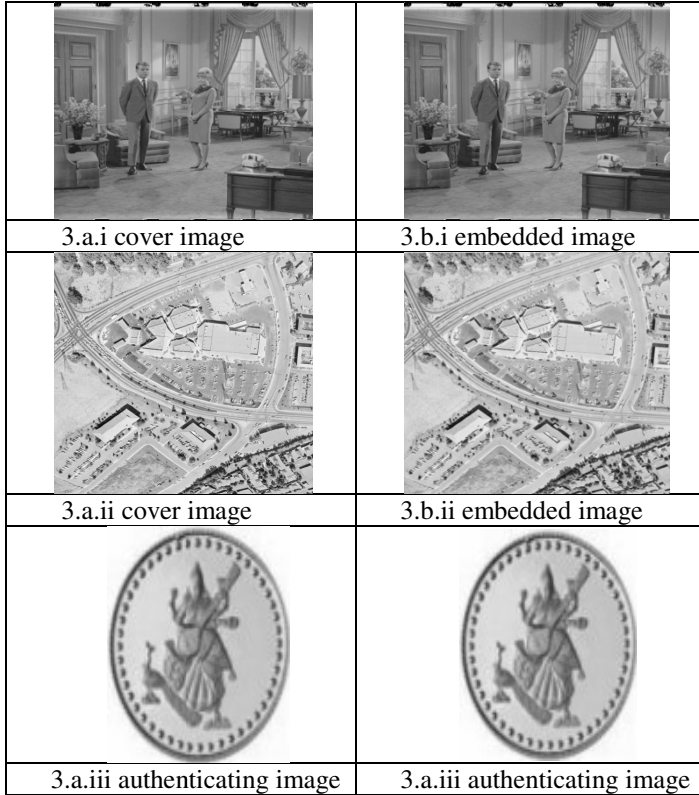 3.a.i cover image
3.b.i embedded image
3.a.ii cover image
3.b.ii embedded image
3.a.iii authenticating image
3.a.iii authenticating image